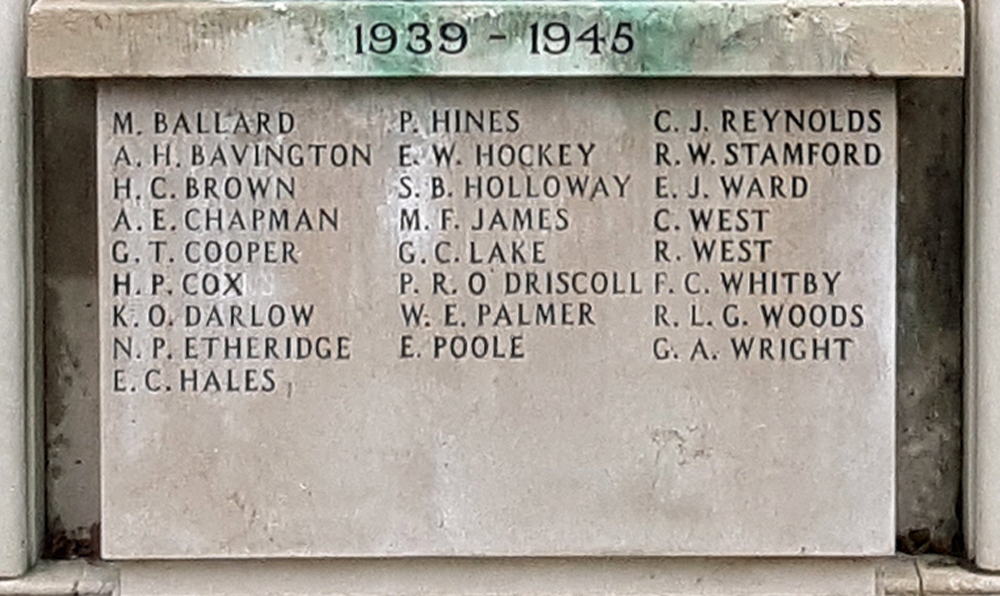 1939 - 1945
M. BALLARD
A. H. BAVINGTON
H. C. BROWN
A. E. CHAPMAN
G. T. COOPER
H. P. COX
K. O. DARLOW
N. P. ETHERIDGE
E. C. HALES
P. HINES
E. W. HOCKEY
S. B. HOLLOWAY
M. F. JAMES
G. C. LAKE
P. R. O' DRISCOLL
W. E. PALMER
E. POOLE
C. J. REYNOLDS
R. W. STAMFORD
E. J. WARD
C. WEST
R. WEST
F. C. WHITBY
R. L. G. WOODS
G. A. WRIGHT